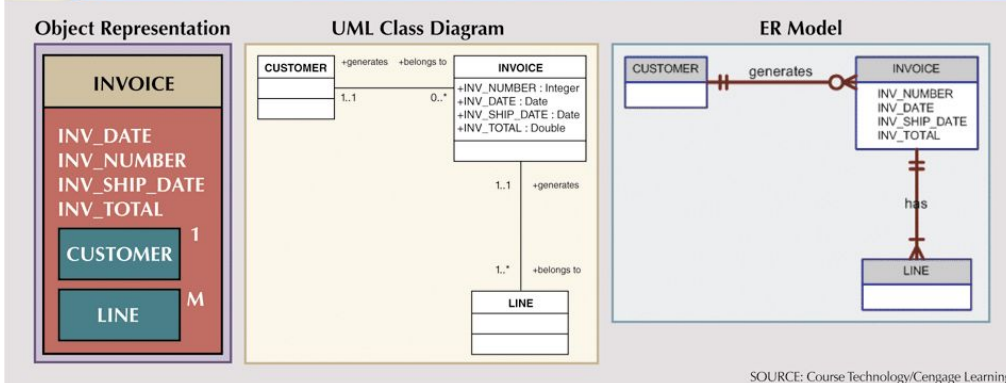 Object Representation
UML Class Diagram
ER Model
INVOICE
INV_DATE
INV_NUMBER
INV_SHIP_DATE
INV_TOTAL
CUSTOMER
1
LINE
M
CUSTOMER
+generates
+belongs to
1..1
0..*
INVOICE
+INV_NUMBER : Integer
+INV_DATE : Date
+INV_SHIP_DATE : Date
+INV_TOTAL : Double
1..1
+generates
1..*
+belongs to
LINE
CUSTOMER
generates
INVOICE
INV_NUMBER
INV_DATE
INV_SHIP_DATE
INV_TOTAL
has
LINE
SOURCE: Course Technology/Cengage Learning